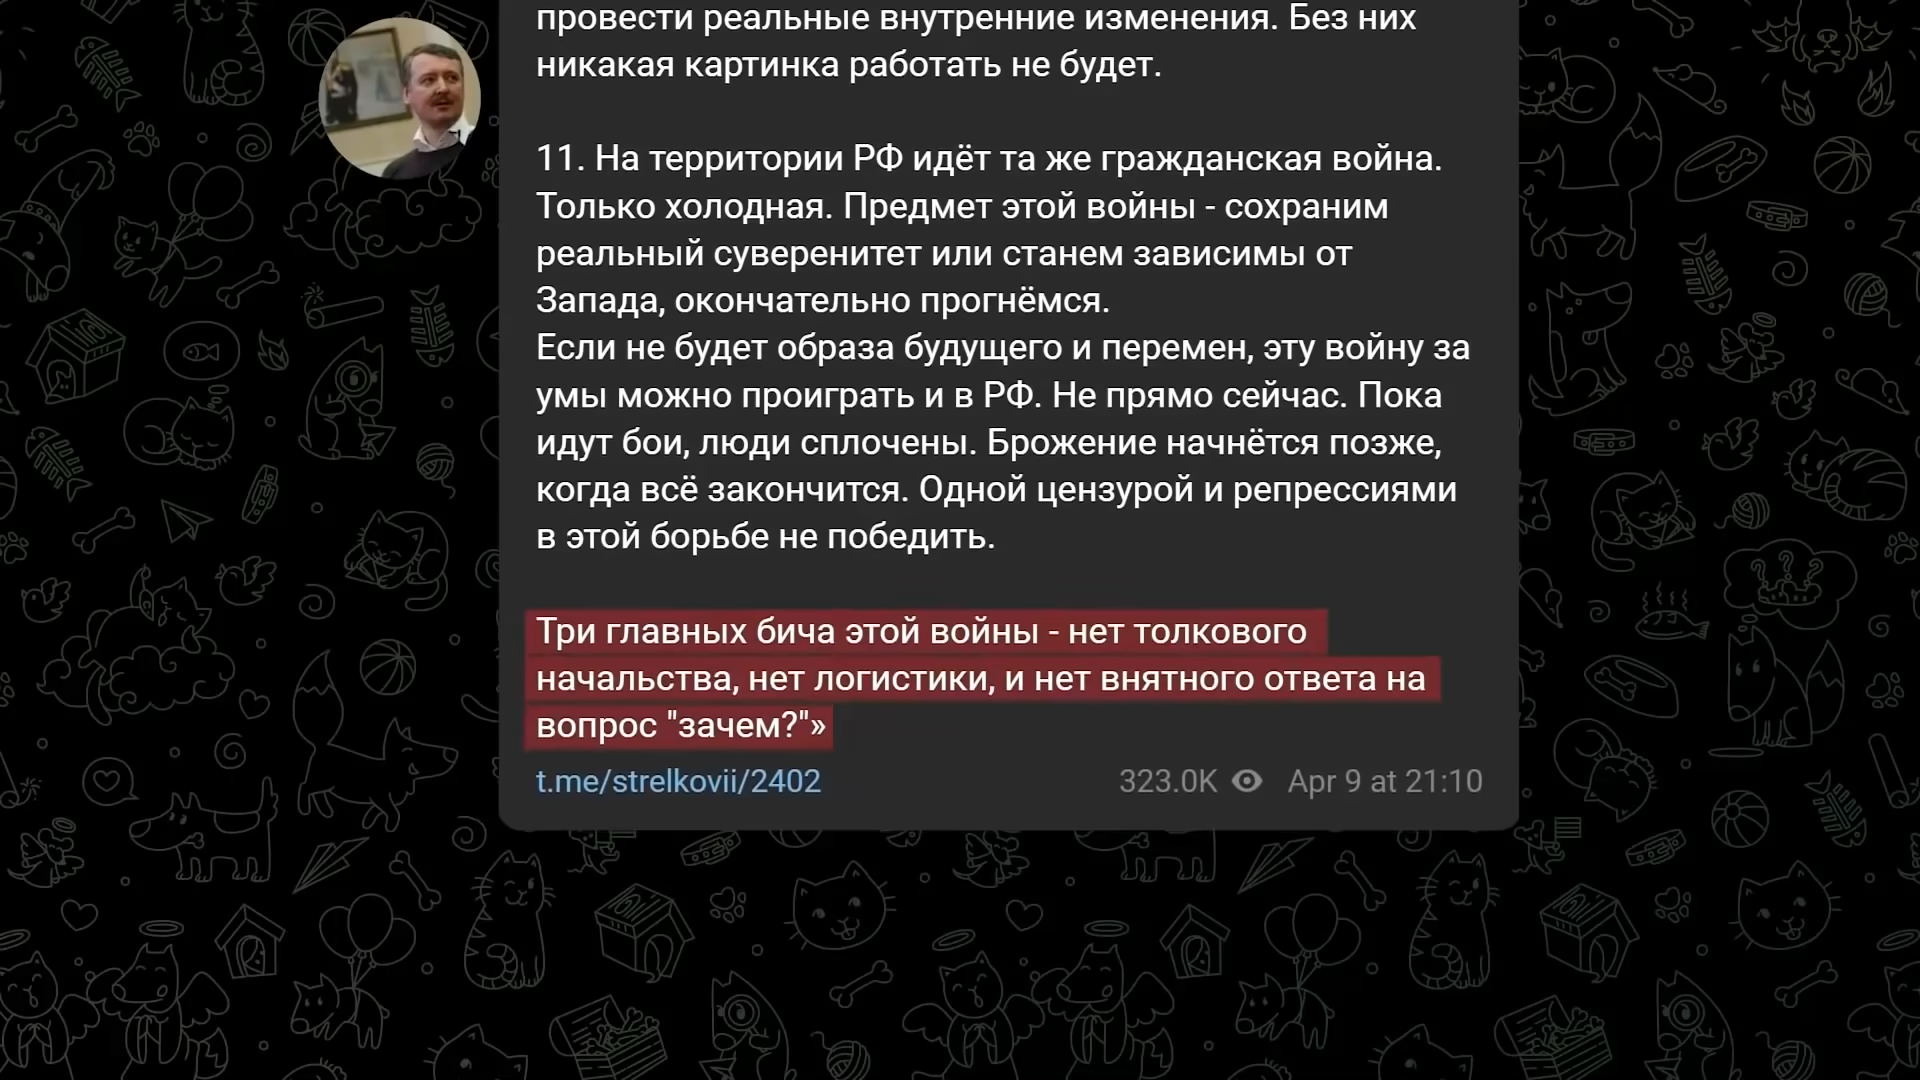 провести реальные внутренние изменения. Без них
никакая картинка работать не будет.
11. На территории РФ идёт та же гражданская война.
Только холодная. Предмет этой войны - сохраним
реальный суверенитет или станем зависимы от
Запада, окончательно прогнёмся.
Если не будет образа будущего и перемен, эту войну за
умы можно проиграть и в РФ. Не прямо сейчас. Пока
идут бои, люди сплочены. Брожение начнётся позже,
когда всё закончится. Одной цензурой и репрессиями
в этой борьбе не победить.
Три главных бича этой войны - нет толкового
начальства, нет логистики, и нет внятного ответа на
вопрос "зачем?"»
t.me/strelkovii/2402 323.0K Apr 9 at 21:10